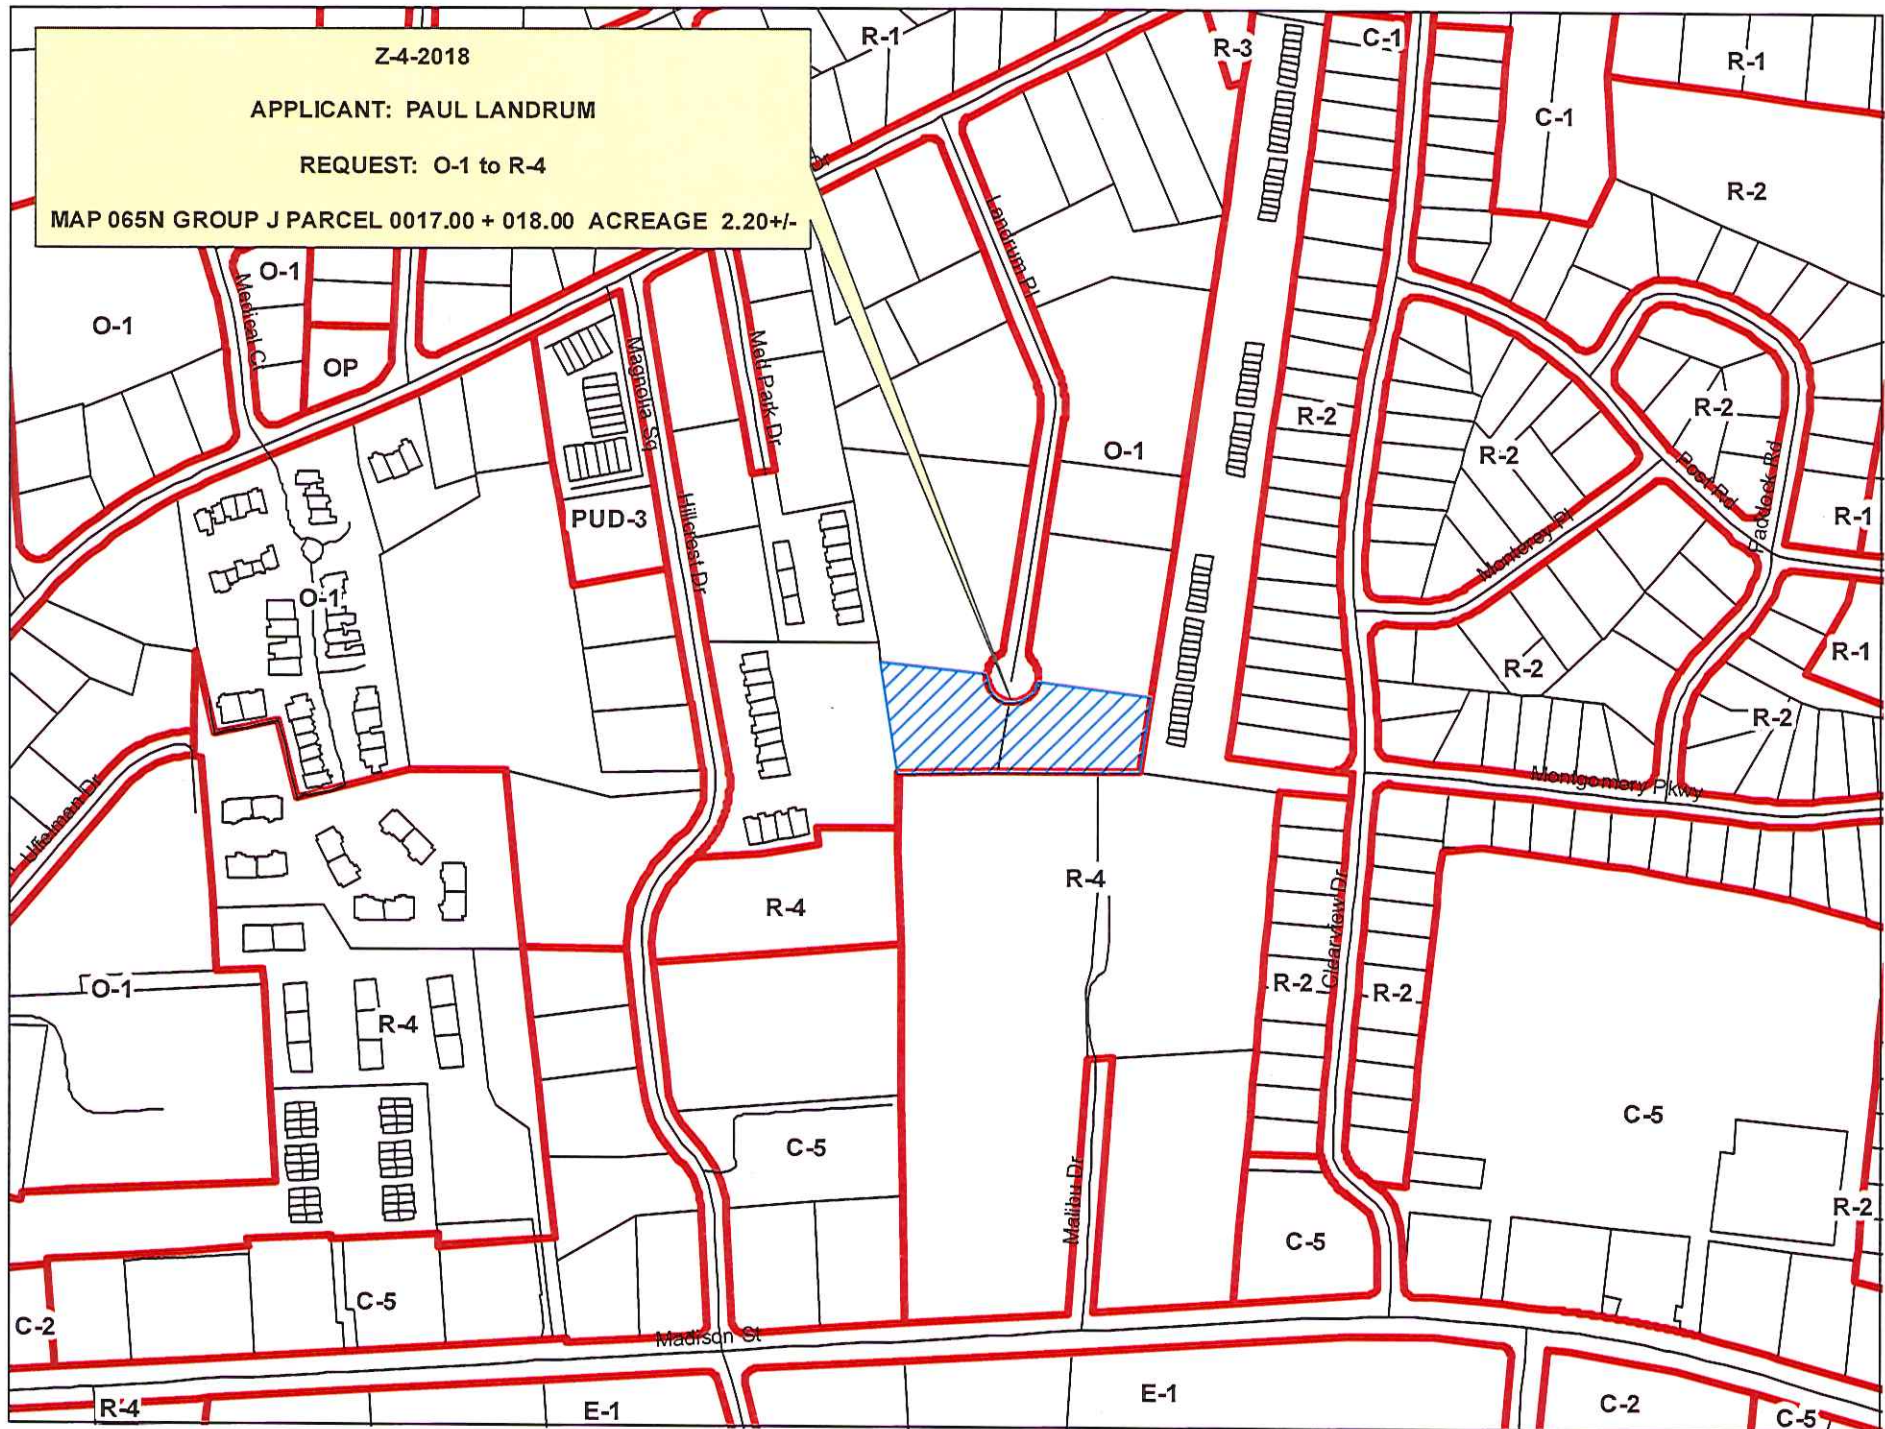 Z-4-2018
APPLICANT: PAUL LANDRUM
REQUEST: O-1 to R-4
MAP 065N GROUP J PARCEL 0017.00 + 018.00 ACREAGE 2.20+/-
R-1
R-3
C-1
R-1
C-1
R-2
Dr
Landrum Pl
O-1
Medical Ct
O-1
OP
Magnolia Sq
Med Park Dr
O-1
R-2
R-2
R-2
Post Rd
Paddock Rd
R-1
PUD-3
Hillcrest Dr
Monterey Pl
O-1
R-2
R-1
R-2
Montgomery Pkwy
Uffelman Dr
R-4
R-4
Clearview Dr
R-2
R-2
O-1
R-4
C-5
C-5
Malibu Dr
C-5
R-2
C-5
C-2
Madison St
R-4
E-1
E-1
C-2
C-5